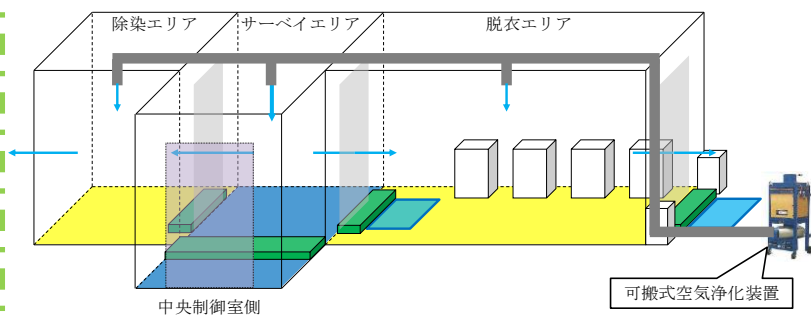 除染エリア
サーベイエリア
脱衣エリア
可搬式空気浄化装置
中央制御室側